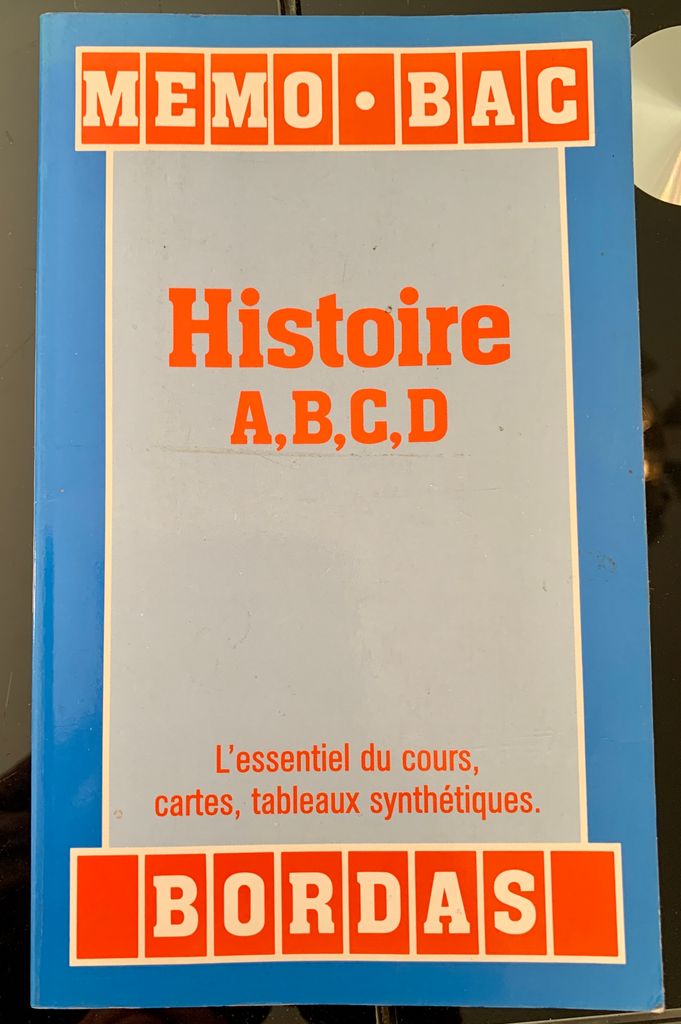 MEMO•BAC
Histoire
A,B,C,D
L'essentiel du cours,
cartes, tableaux synthétiques.
BORDAS